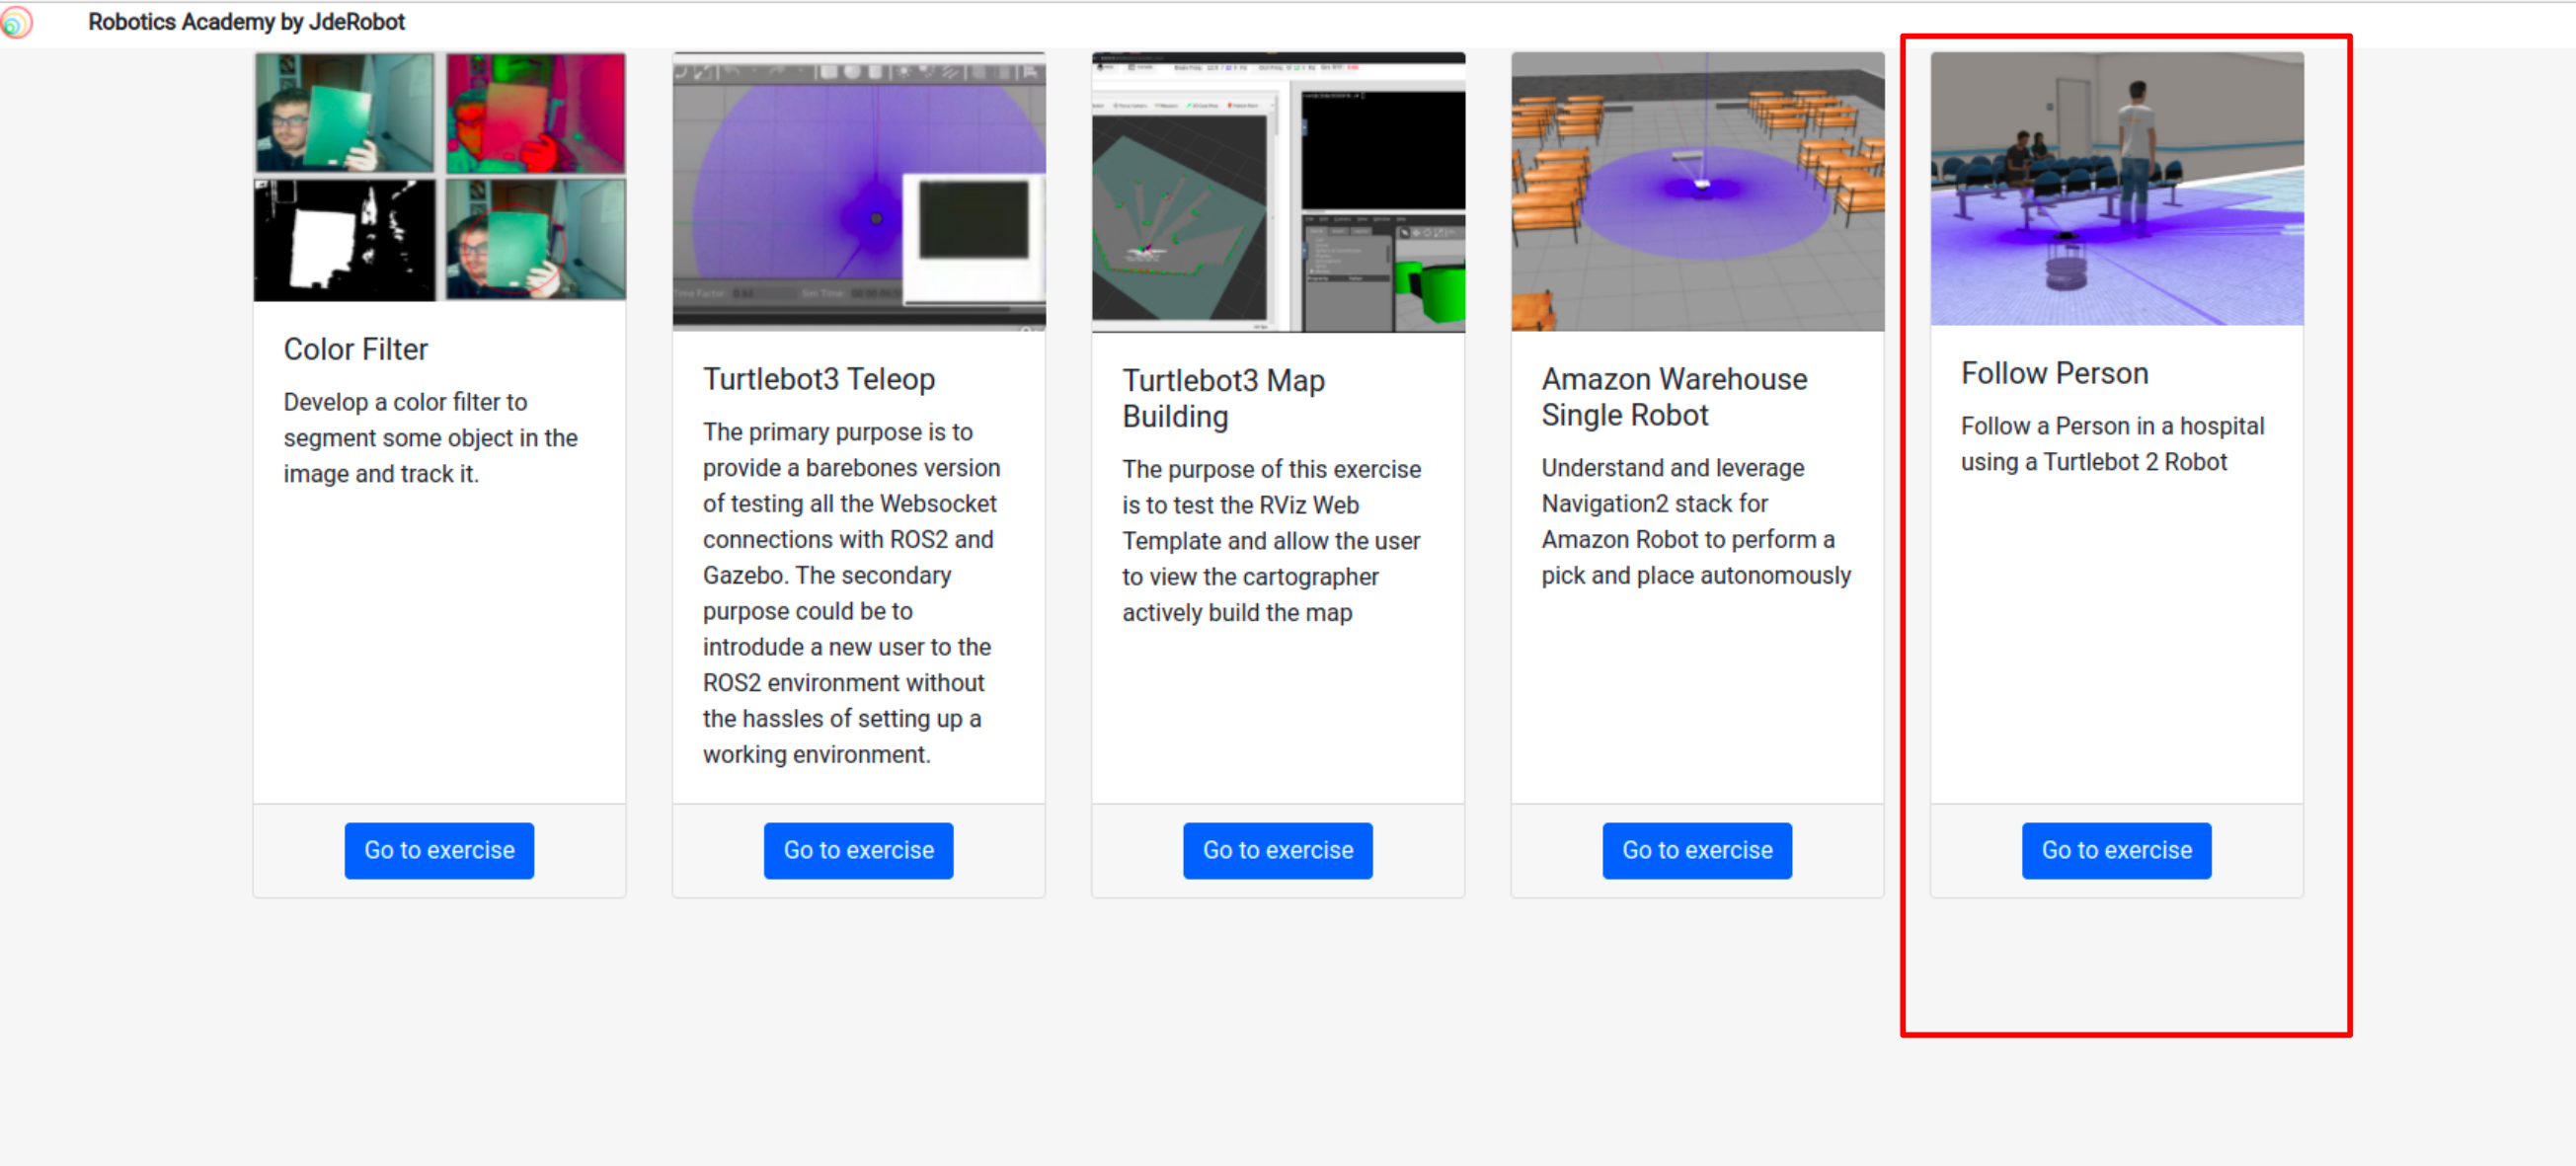 Robotics Academy by JdeRobot
Color Filter
Develop a color filter to
segment some object in the
image and track it.
Go to exercise
Turtlebot3 Teleop
The primary purpose is to
provide a barebones version
of testing all the Websocket
connections with ROS2 and
Gazebo. The secondary
purpose could be to
introdude a new user to the
ROS2 environment without
the hassles of setting up a
working environment.
Go to exercise
Turtlebot3 Map
Building
The purpose of this exercise
is to test the RViz Web
Template and allow the user
to view the cartographer
actively build the map
Go to exercise
Amazon Warehouse
Single Robot
Understand and leverage
Navigation2 stack for
Amazon Robot to perform a
pick and place autonomously
Go to exercise
Follow Person
Follow a Person in a hospital
using a Turtlebot 2 Robot
Go to exercise